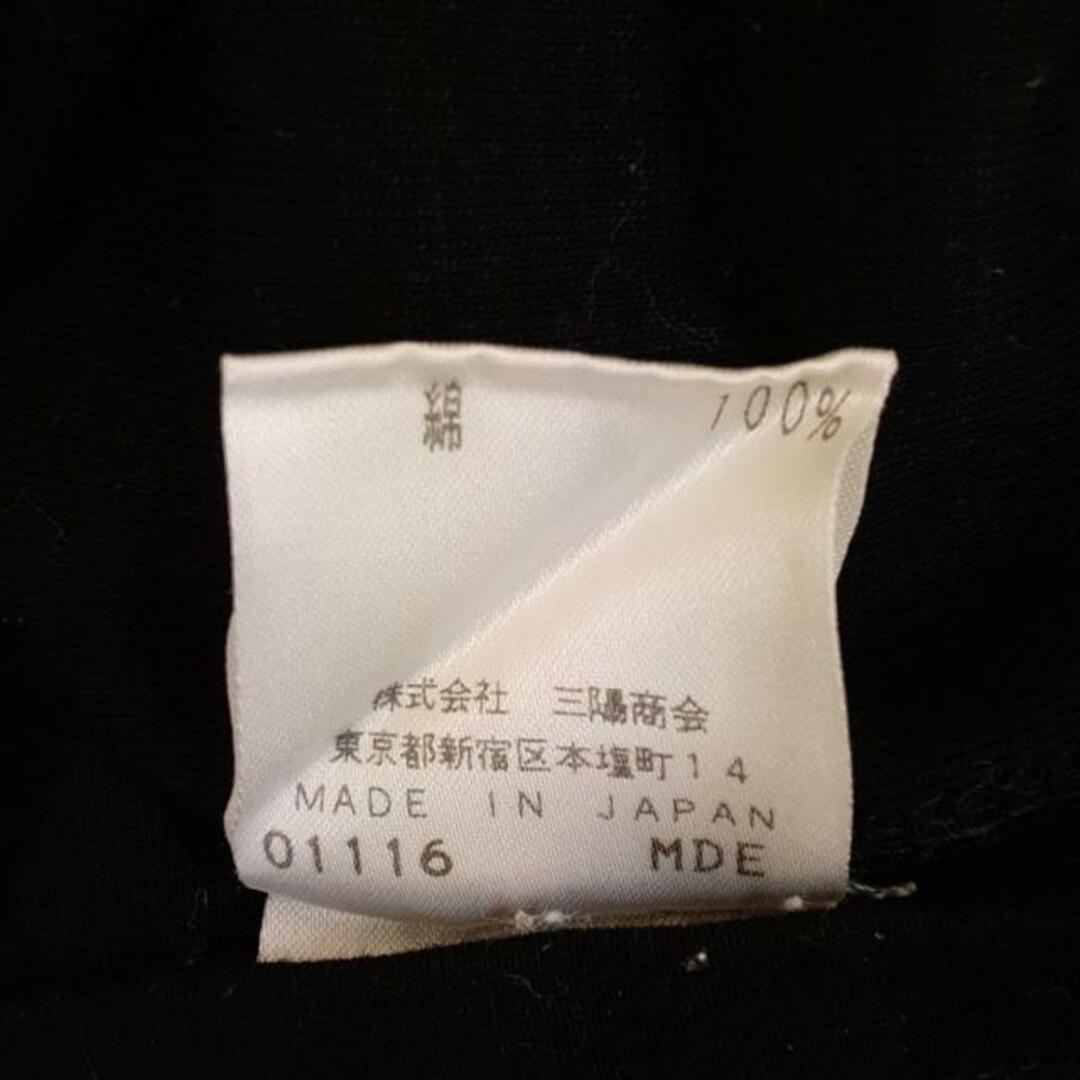 綿 100%
株式会社 三陽商会
東京都新宿区本塩町14
MADE IN JAPAN
01116 MDE